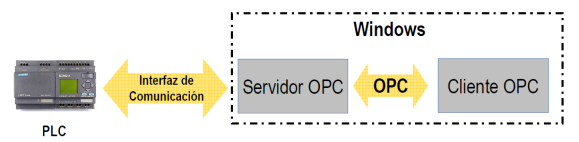 Windows
Interfaz de
Comunicación
Servidor OPC
OPC
Cliente OPC
PLC